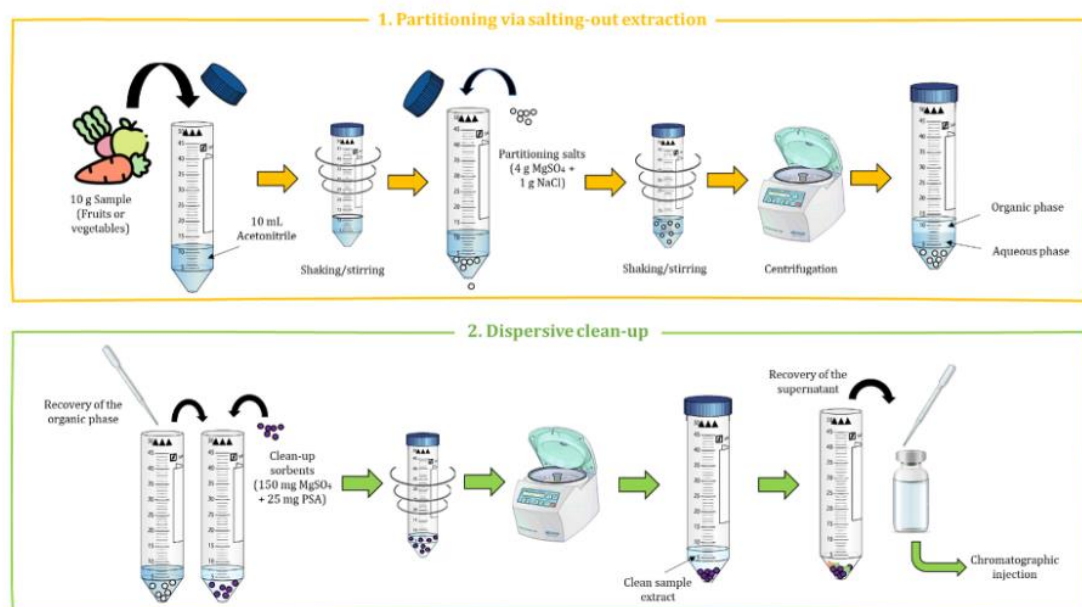 1. Partitioning via salting-out extraction
10 g Sample
(Fruits or
vegetables)
10 mL
Acetonitrile
Shaking/stirring
Partitioning salts
(4 g MgSO₄ +
1 g NaCl)
Shaking/stirring
Centrifugation
Organic phase
Aqueous phase
2. Dispersive clean-up
Recovery of the
organic phase
Clean-up
sorbents
(150 mg MgSO₄
+ 25 mg PSA)
Clean sample
extract
Recovery of the
supernatant
Chromatographic
injection